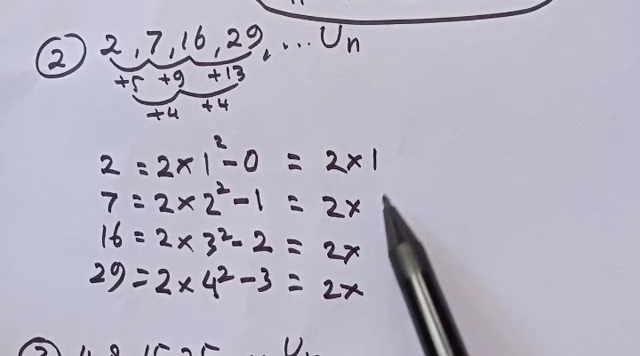 ② 2, 7, 16, 29, ... Un
+5 +9 +13
+4 +4
2 = 2 × 1² - 0 = 2 × 1
7 = 2 × 2² - 1 = 2 ×
16 = 2 × 3² - 2 = 2 ×
29 = 2 × 4² - 3 = 2 ×